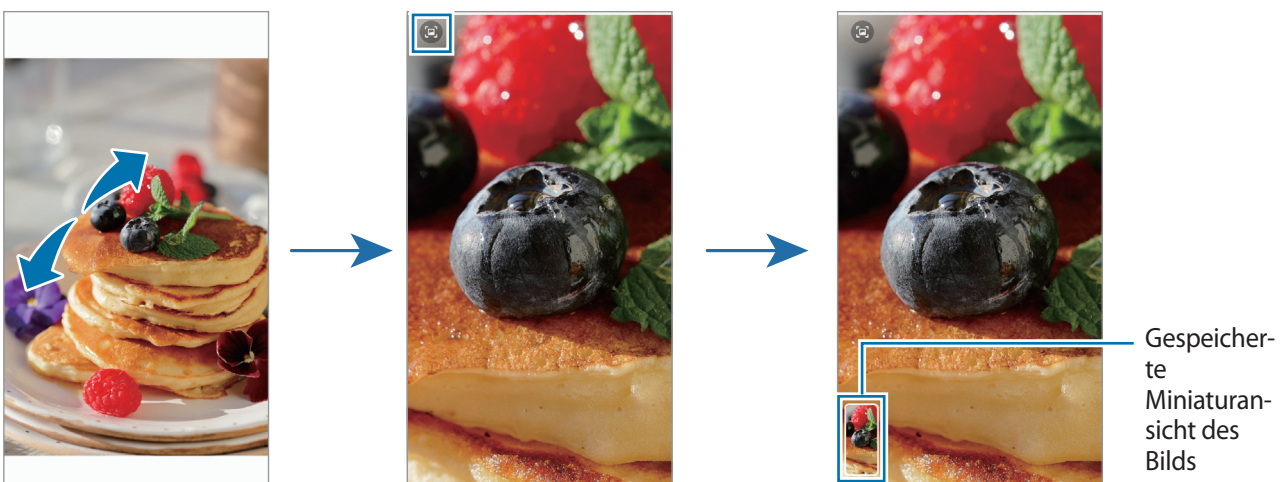 Gespeicher-
te
Miniaturan-
sicht des
Bilds